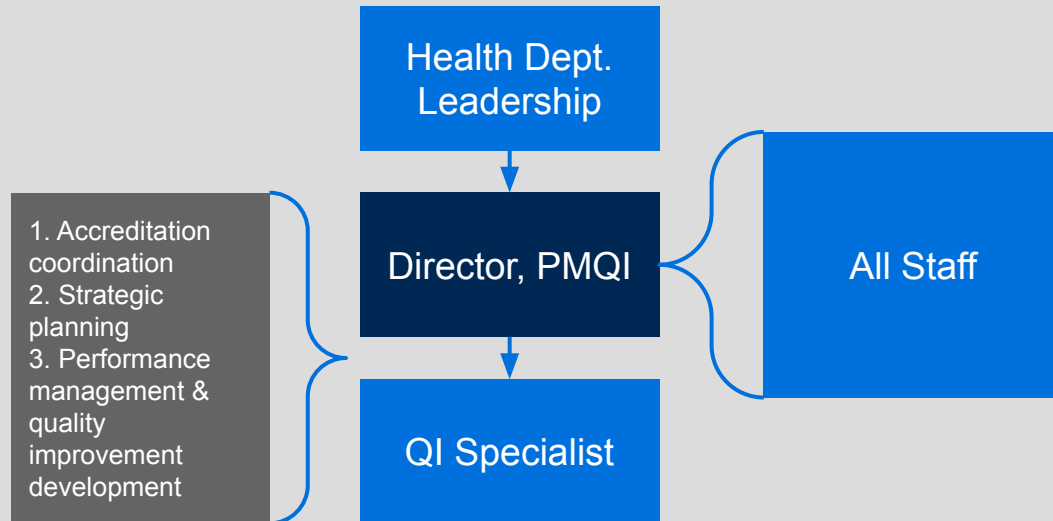 Health Dept.
Leadership
1. Accreditation
coordination
2. Strategic
planning
3. Performance
management &
quality
improvement
development
Director, PMQI
All Staff
QI Specialist